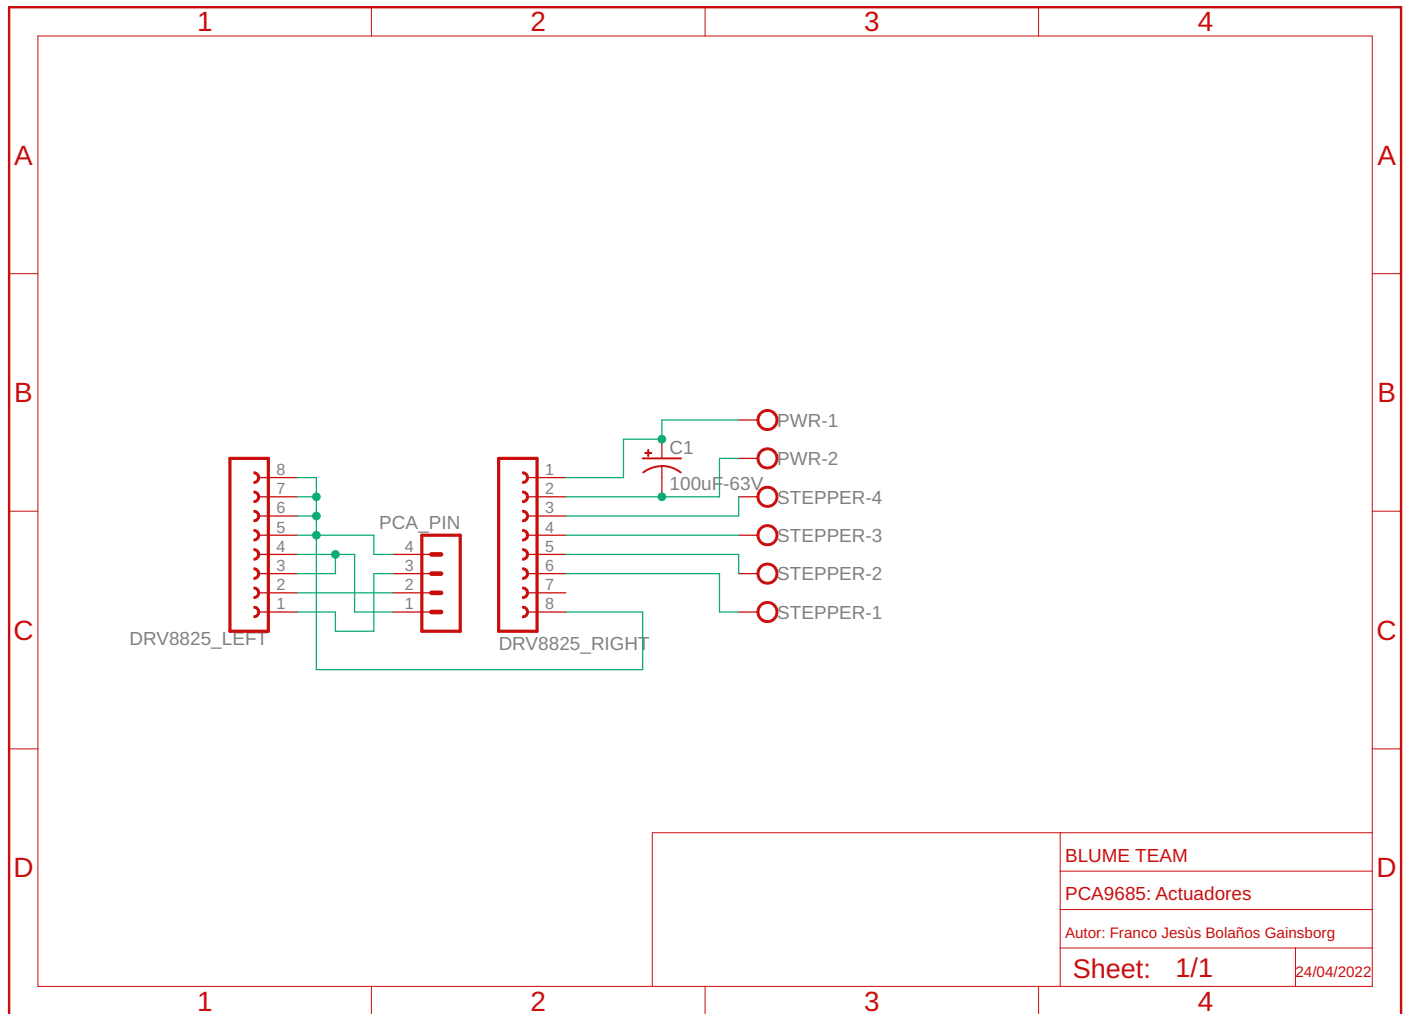 1 2 3 4
A A
B B
C C
D D
PWR-1
C1
PWR-2
100uF-63V
STEPPER-4
STEPPER-3
STEPPER-2
STEPPER-1
8
7
6
5
4
3
2
1
DRV8825_LEFT
PCA_PIN
4
3
2
1
1
2
3
4
5
6
7
8
DRV8825_RIGHT
BLUME TEAM
PCA9685: Actuadores
Autor: Franco Jesùs Bolaños Gainsborg
Sheet: 1/1
24/04/2022
1 2 3 4